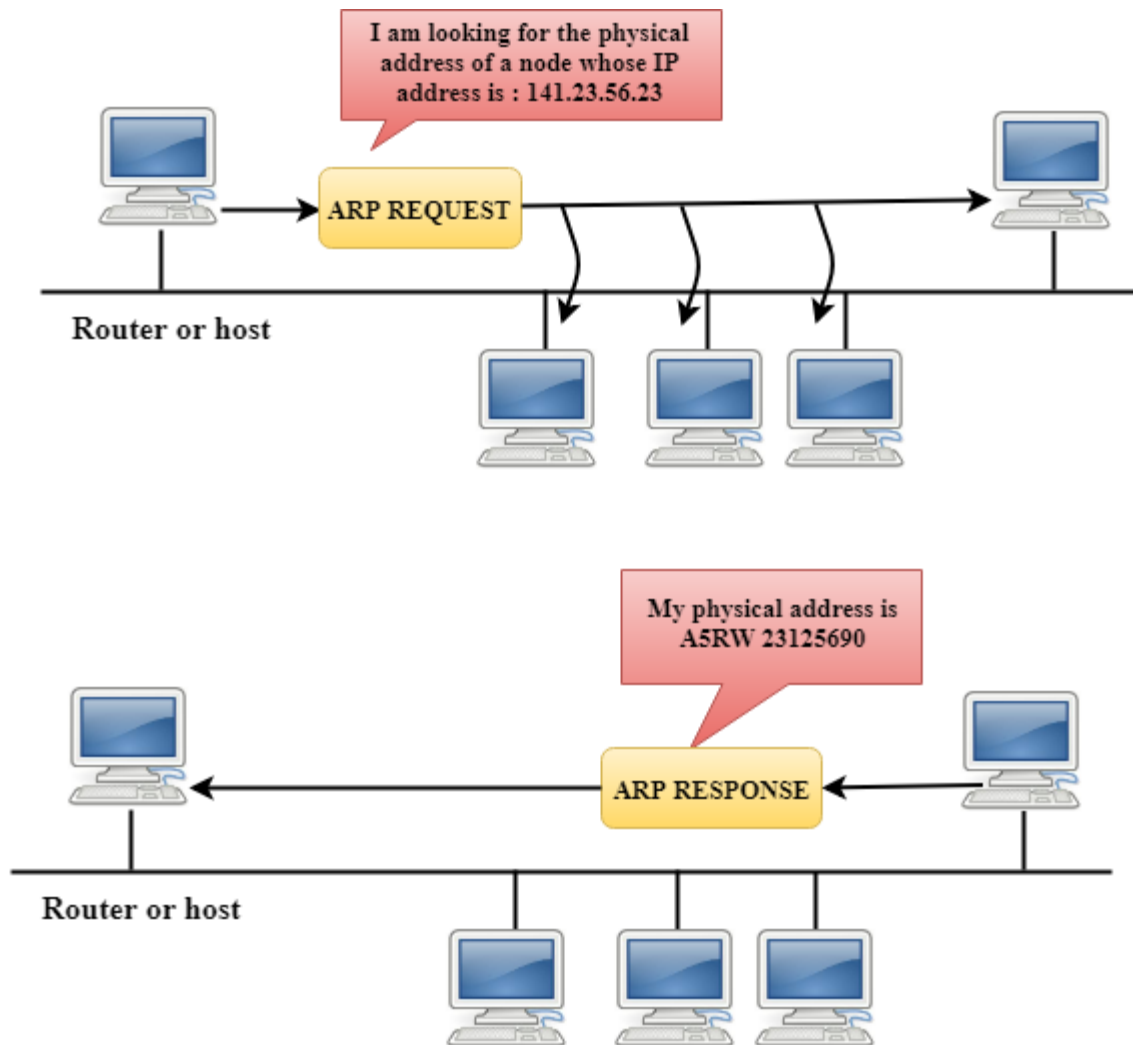 I am looking for the physical
address of a node whose IP
address is : 141.23.56.23
ARP REQUEST
Router or host
My physical address is
A5RW 23125690
ARP RESPONSE
Router or host